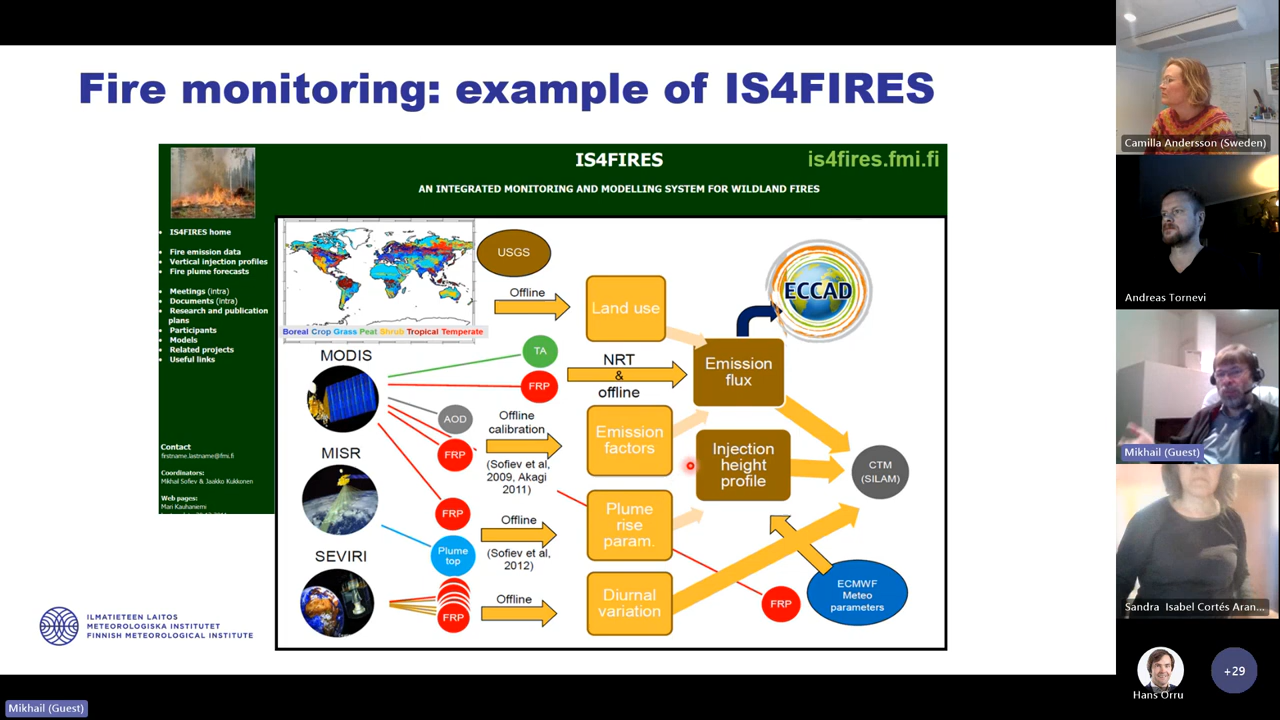 Fire monitoring: example of IS4FIRES
IS4FIRES
is4fires.fmi.fi
AN INTEGRATED MONITORING AND MODELLING SYSTEM FOR WILDLAND FIRES
IS4FIRES home
Fire emission data
Vertical injection profiles
Fire plume forecasts
Meetings (intra)
Documents (intra)
Research and publication
plans
Participants
Models
Related projects
Useful links
Contact
firstname.lastname@fmi.fi
Coordinators:
Mikhail Sofiev & Jaakko Kukkonen
Web pages:
Mari Kauhaniemi
Boreal Crop Grass Peat Shrub Tropical Temperate
USGS
Offline
Land use
ECCAD
MODIS
TA
FRP
NRT
&
offline
Emission
flux
AOD
FRP
Offline
calibration
(Sofiev et al,
2009, Akagi
2011)
Emission
factors
Injection
height
profile
CTM
(SILAM)
MISR
FRP
Plume
top
Offline
(Sofiev et al,
2012)
Plume
rise
param.
SEVIRI
FRP
Offline
Diurnal
variation
FRP
ECMWF
Meteo
parameters
ILMATIETEEN LAITOS
METEOROLOGISKA INSTITUTET
FINNISH METEOROLOGICAL INSTITUTE
Camilla Andersson (Sweden)
Andreas Tornevi
Mikhail (Guest)
Sandra Isabel Cortés Aran...
Hans Orru
+29
Mikhail (Guest)